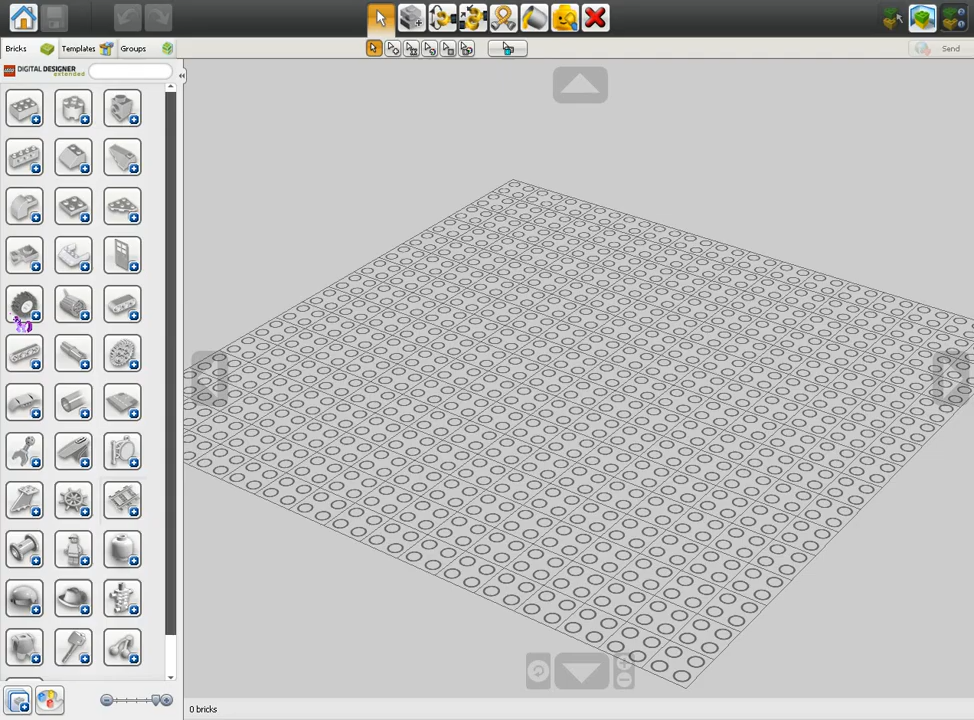 Bricks
Templates
Groups
Send
LEGO DIGITAL DESIGNER
extended
0 bricks